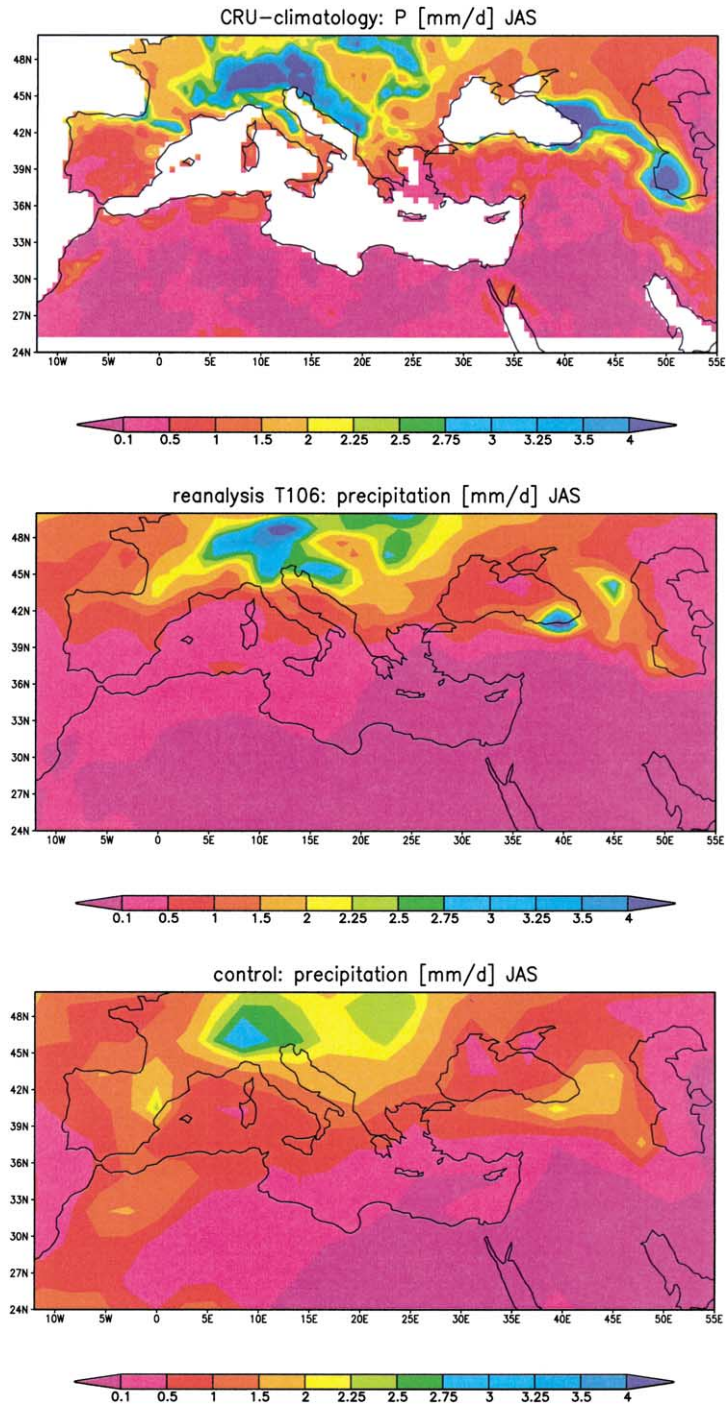 CRU-climatology: P [mm/d] JAS
48N
45N
42N
39N
36N
33N
30N
27N
24N
10W 5W 0 5E 10E 15E 20E 25E 30E 35E 40E 45E 50E 55E
0.1 0.5 1 1.5 2 2.25 2.5 2.75 3 3.25 3.5 4
reanalysis T106: precipitation [mm/d] JAS
48N
45N
42N
39N
36N
33N
30N
27N
24N
10W 5W 0 5E 10E 15E 20E 25E 30E 35E 40E 45E 50E 55E
0.1 0.5 1 1.5 2 2.25 2.5 2.75 3 3.25 3.5 4
control: precipitation [mm/d] JAS
48N
45N
42N
39N
36N
33N
30N
27N
24N
10W 5W 0 5E 10E 15E 20E 25E 30E 35E 40E 45E 50E 55E
0.1 0.5 1 1.5 2 2.25 2.5 2.75 3 3.25 3.5 4